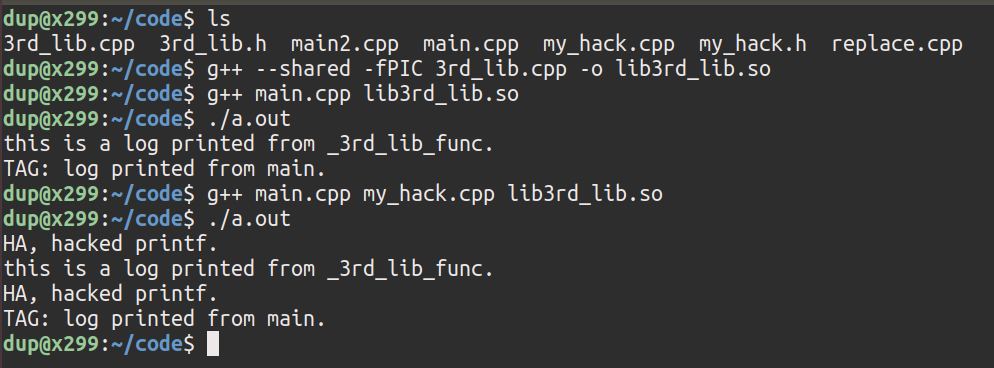 dup@x299:~/code$ ls
3rd_lib.cpp  3rd_lib.h  main2.cpp  main.cpp  my_hack.cpp  my_hack.h  replace.cpp
dup@x299:~/code$ g++ --shared -fPIC 3rd_lib.cpp -o lib3rd_lib.so
dup@x299:~/code$ g++ main.cpp lib3rd_lib.so
dup@x299:~/code$ ./a.out
this is a log printed from _3rd_lib_func.
TAG: log printed from main.
dup@x299:~/code$ g++ main.cpp my_hack.cpp lib3rd_lib.so
dup@x299:~/code$ ./a.out
HA, hacked printf.
this is a log printed from _3rd_lib_func.
HA, hacked printf.
TAG: log printed from main.
dup@x299:~/code$